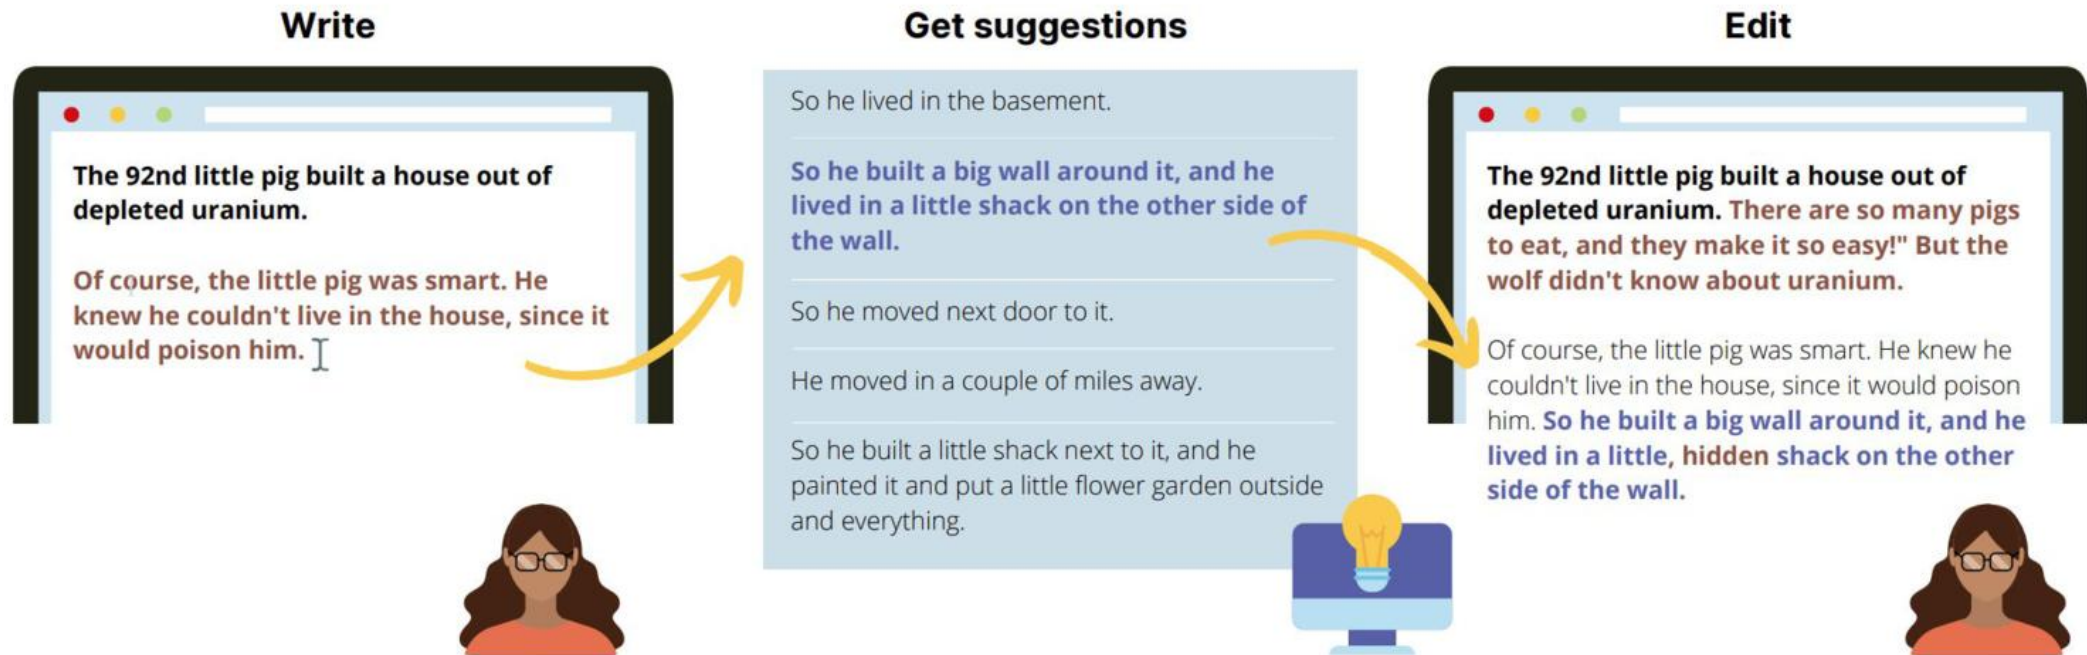 Write
The 92nd little pig built a house out of
depleted uranium.
Of course, the little pig was smart. He
knew he couldn't live in the house, since it
would poison him.
Get suggestions
So he lived in the basement.
So he built a big wall around it, and he
lived in a little shack on the other side of
the wall.
So he moved next door to it.
He moved in a couple of miles away.
So he built a little shack next to it, and he
painted it and put a little flower garden outside
and everything.
Edit
The 92nd little pig built a house out of
depleted uranium. There are so many pigs
to eat, and they make it so easy!" But the
wolf didn't know about uranium.
Of course, the little pig was smart. He knew he
couldn't live in the house, since it would poison
him. So he built a big wall around it, and he
lived in a little, hidden shack on the other
side of the wall.